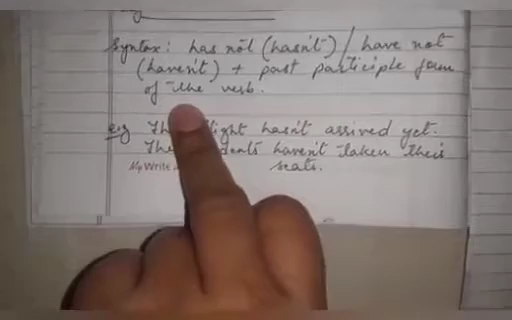 Syntax: has not (hasn't) / have not
(haven't) + past participle form
of the verb.
e.g The flight hasn't arrived yet.
The students haven't taken their
seats.
Write